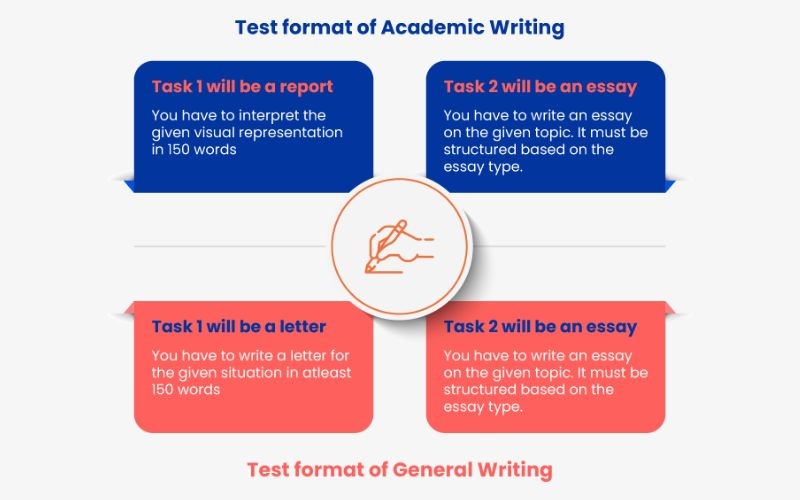 Test format of Academic Writing
Task 1 will be a report
You have to interpret the
given visual representation
in 150 words
Task 2 will be an essay
You have to write an essay
on the given topic. It must be
structured based on the
essay type.
Task 1 will be a letter
You have to write a letter for
the given situation in atleast
150 words
Task 2 will be an essay
You have to write an essay
on the given topic. It must be
structured based on the
essay type.
Test format of General Writing